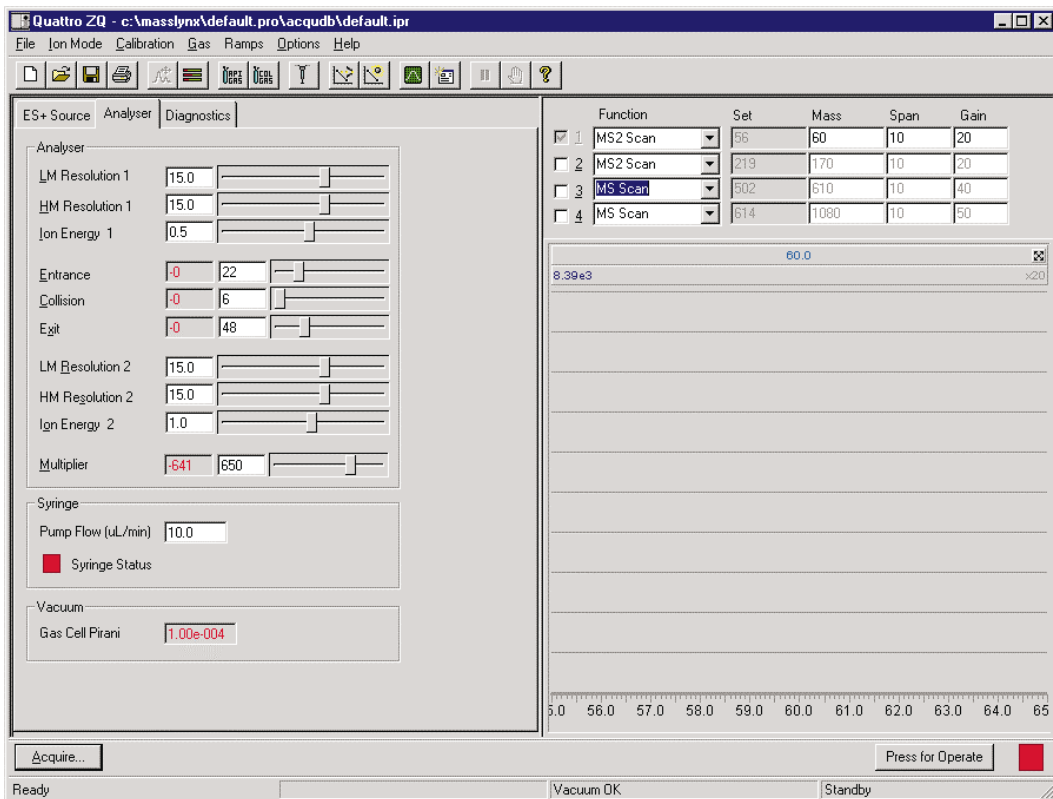 Quattro ZQ - c:\masslynx\default.pro\acqudb\default.ipr
File Ion Mode Calibration Gas Ramps Options Help
ES+ Source Analyser Diagnostics
Analyser
LM Resolution 1 15.0
HM Resolution 1 15.0
Ion Energy 1 0.5
Entrance -0 22
Collision -0 6
Exit -0 48
LM Resolution 2 15.0
HM Resolution 2 15.0
Ion Energy 2 1.0
Multiplier -641 650
Syringe
Pump Flow (uL/min) 10.0
Syringe Status
Vacuum
Gas Cell Pirani 1.00e-004
Function Set Mass Span Gain
1 MS2 Scan 56 60 10 20
2 MS2 Scan 219 170 10 20
3 MS Scan 502 610 10 40
4 MS Scan 614 1080 10 50
60.0
8.39e3 x20
5.0 56.0 57.0 58.0 59.0 60.0 61.0 62.0 63.0 64.0 65
Acquire... Press for Operate
Ready Vacuum OK Standby